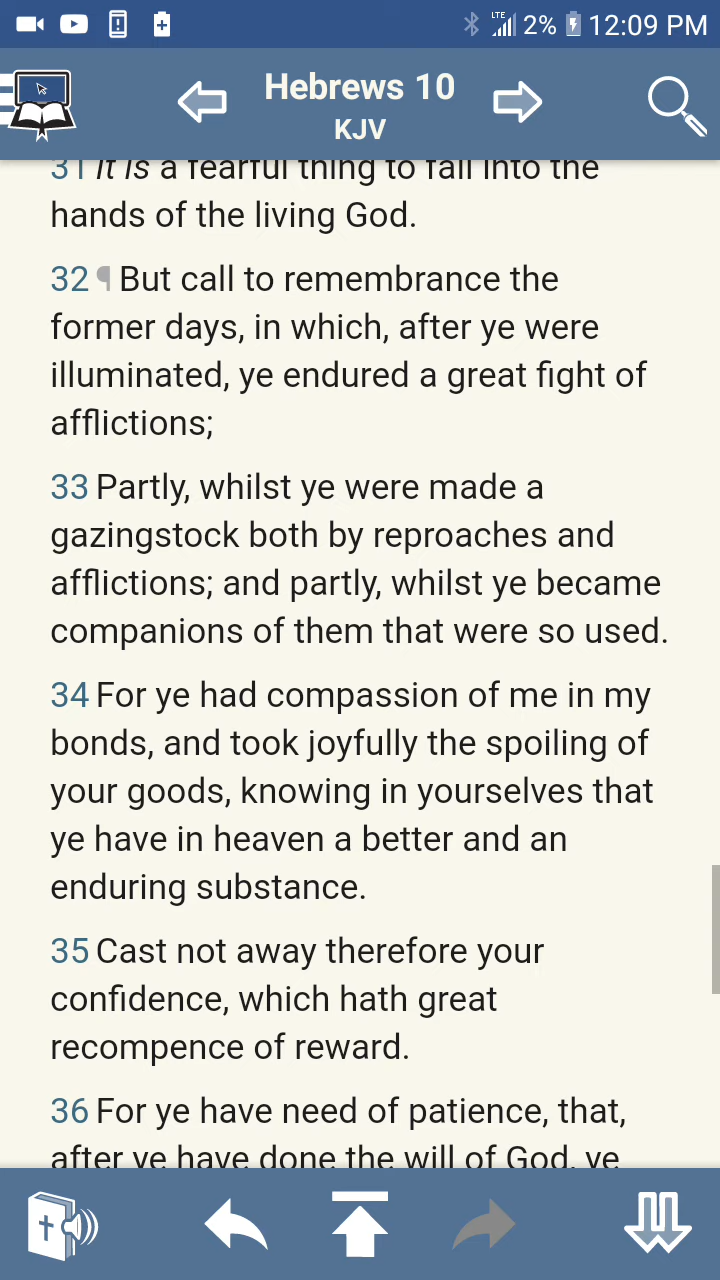 LTE 2% 12:09 PM
Hebrews 10
KJV
31 It is a fearful thing to fall into the
hands of the living God.
32 ¶ But call to remembrance the
former days, in which, after ye were
illuminated, ye endured a great fight of
afflictions;
33 Partly, whilst ye were made a
gazingstock both by reproaches and
afflictions; and partly, whilst ye became
companions of them that were so used.
34 For ye had compassion of me in my
bonds, and took joyfully the spoiling of
your goods, knowing in yourselves that
ye have in heaven a better and an
enduring substance.
35 Cast not away therefore your
confidence, which hath great
recompence of reward.
36 For ye have need of patience, that,
after ye have done the will of God, ye